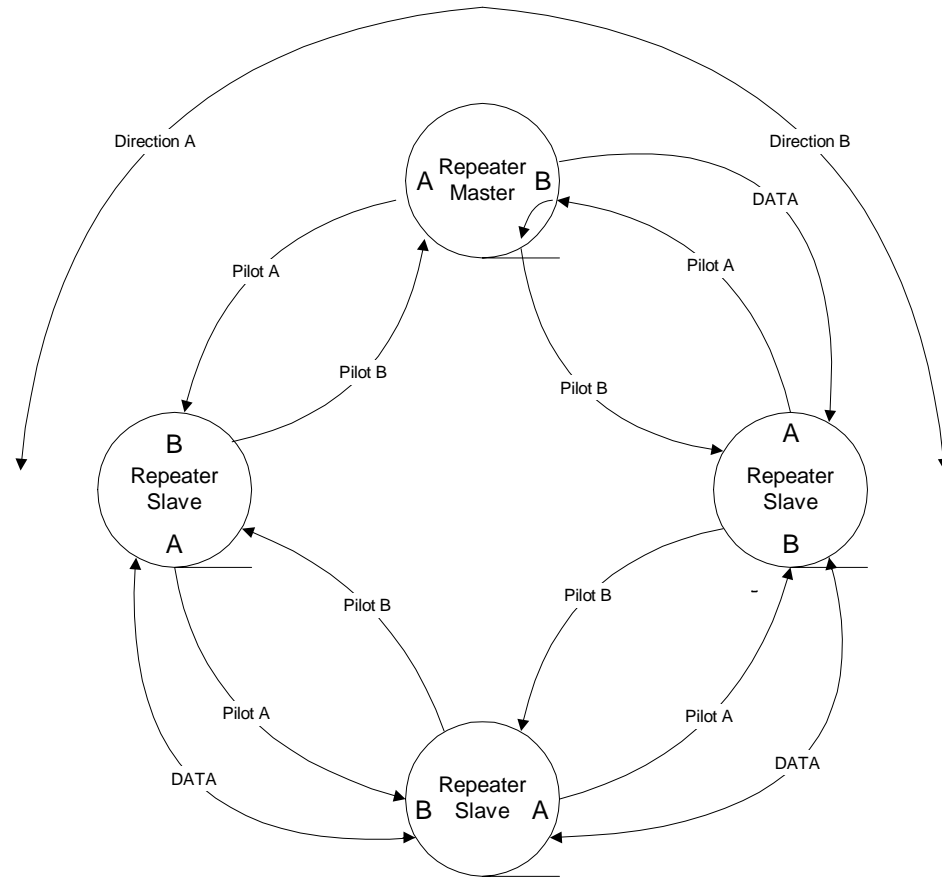 Direction A
Direction B
A Repeater B
Master
DATA
Pilot A
Pilot A
Pilot B
Pilot B
B
Repeater
Slave
A
A
Repeater
Slave
B
Pilot B
Pilot B
Pilot A
Pilot A
DATA
DATA
Repeater
B Slave A